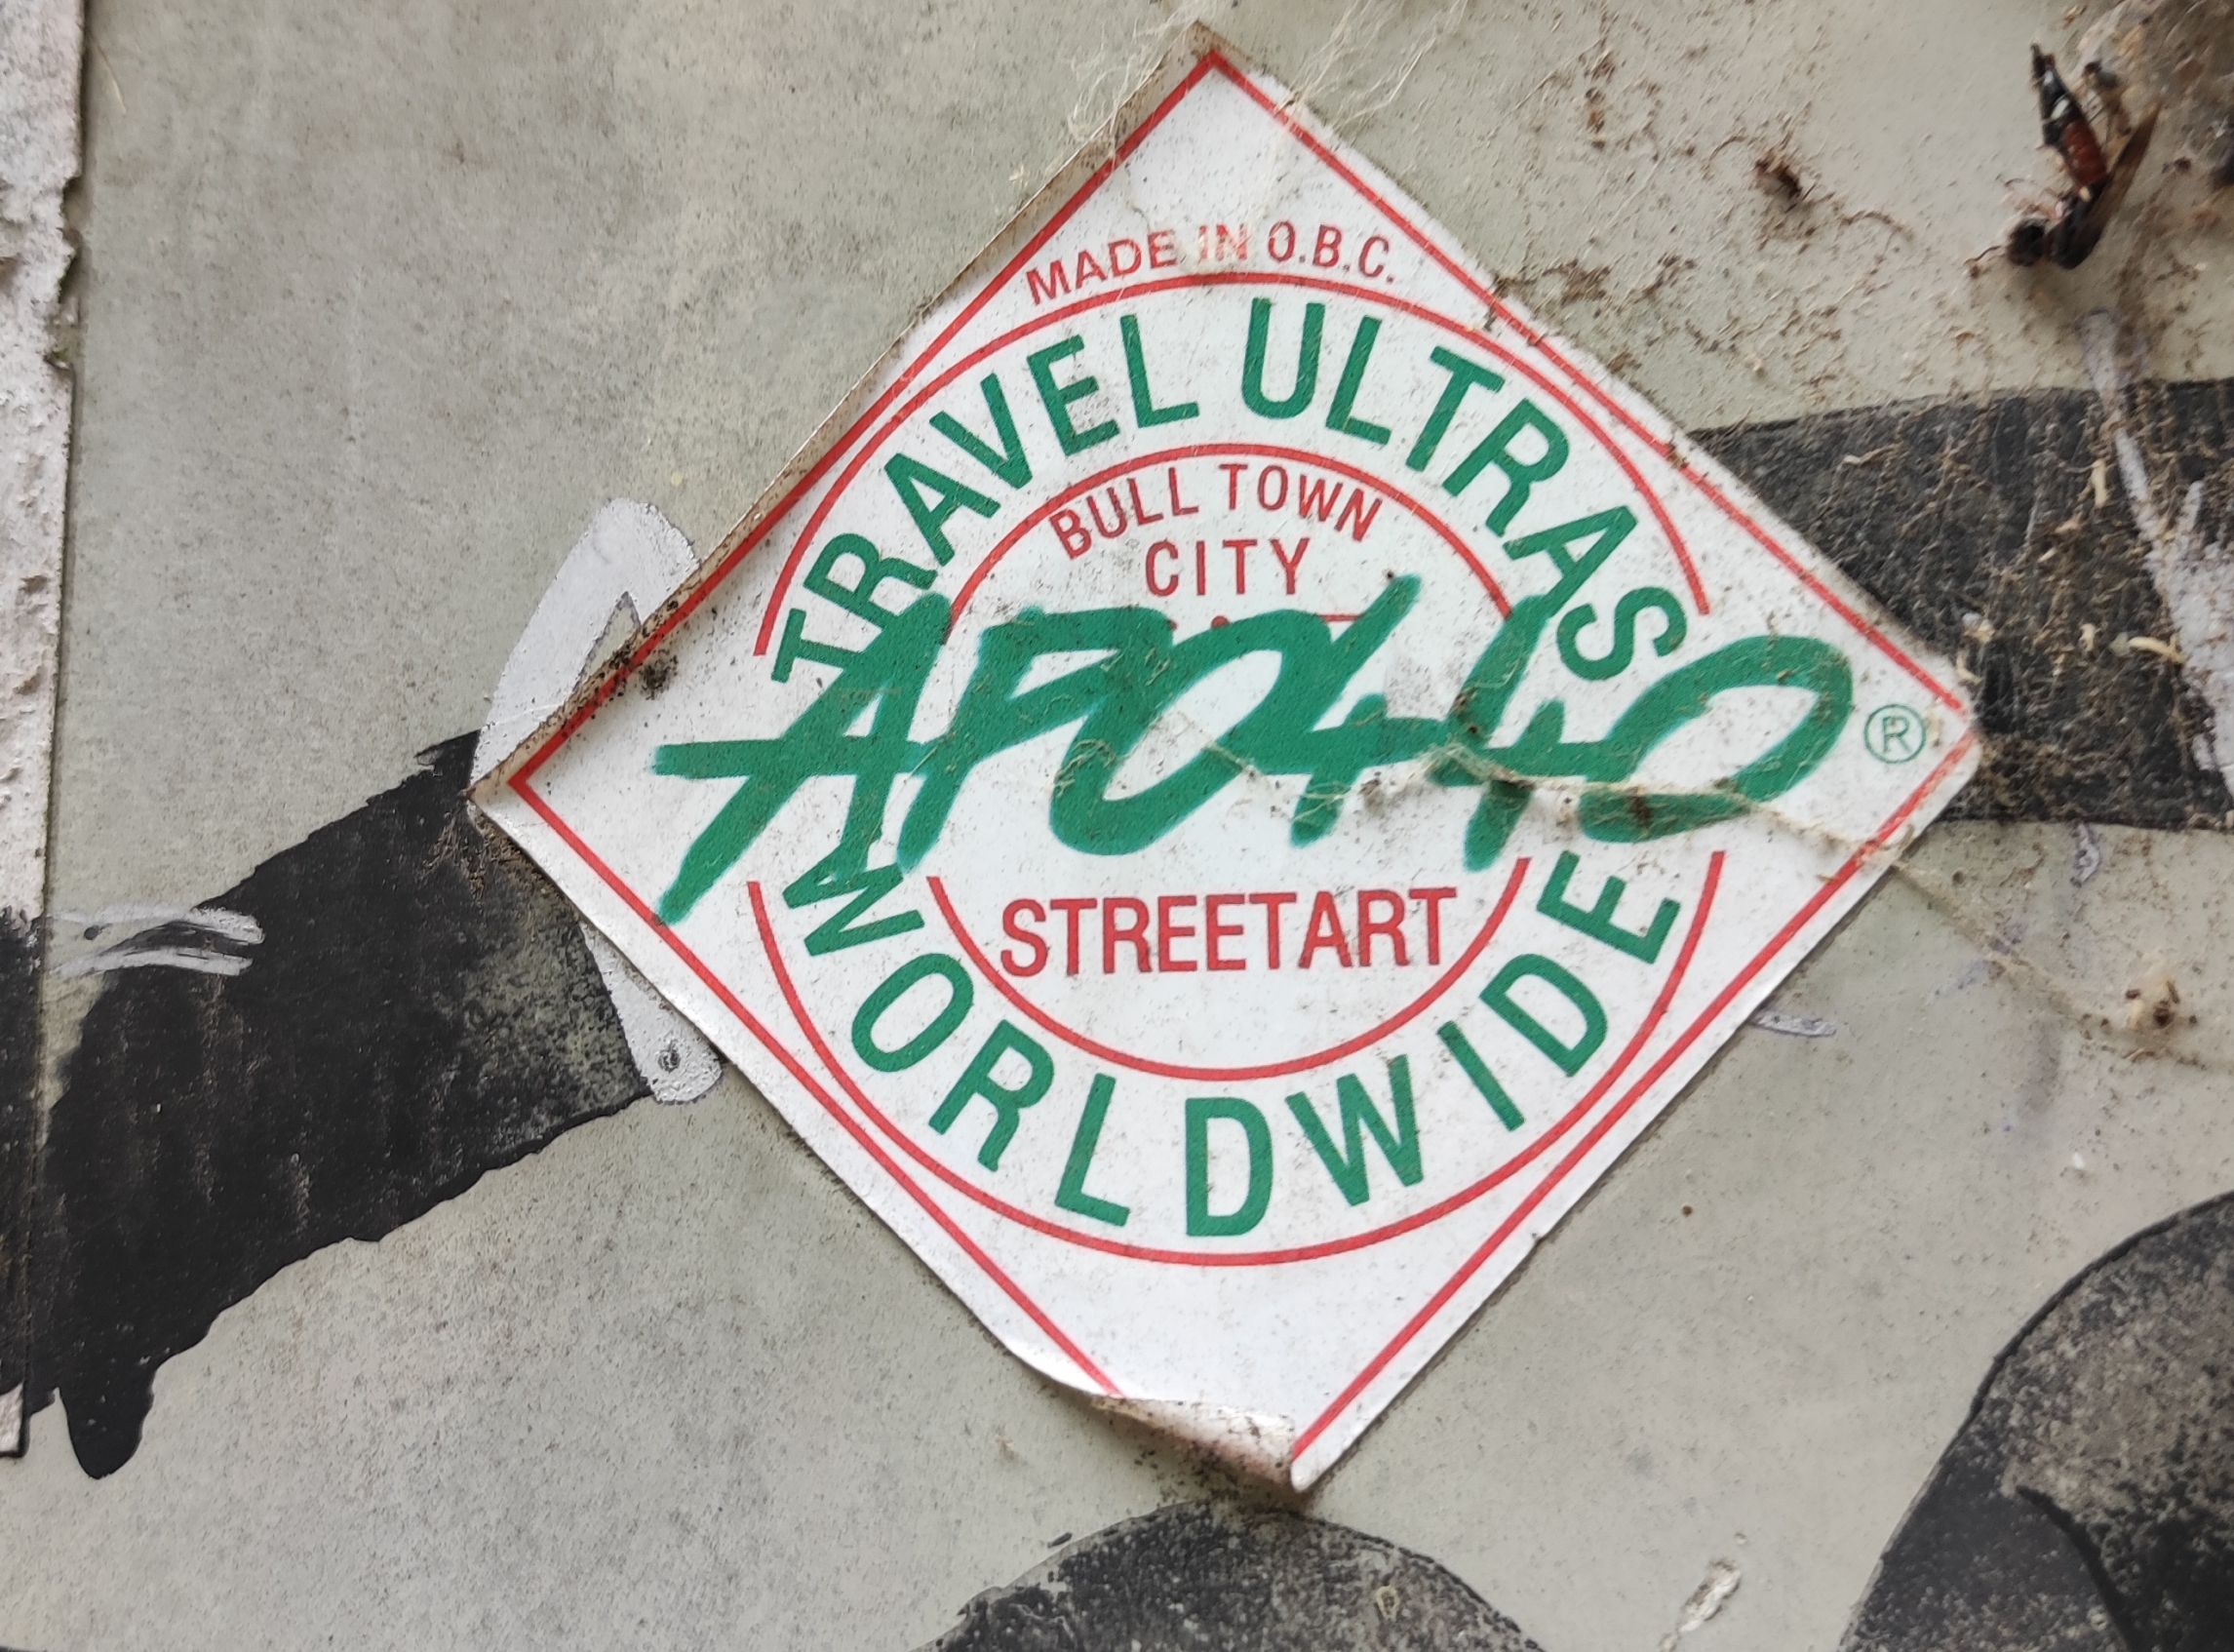 MADE IN O.B.C.
TRAVEL ULTRAS
BULL TOWN
CITY
®
STREETART
WORLDWIDE